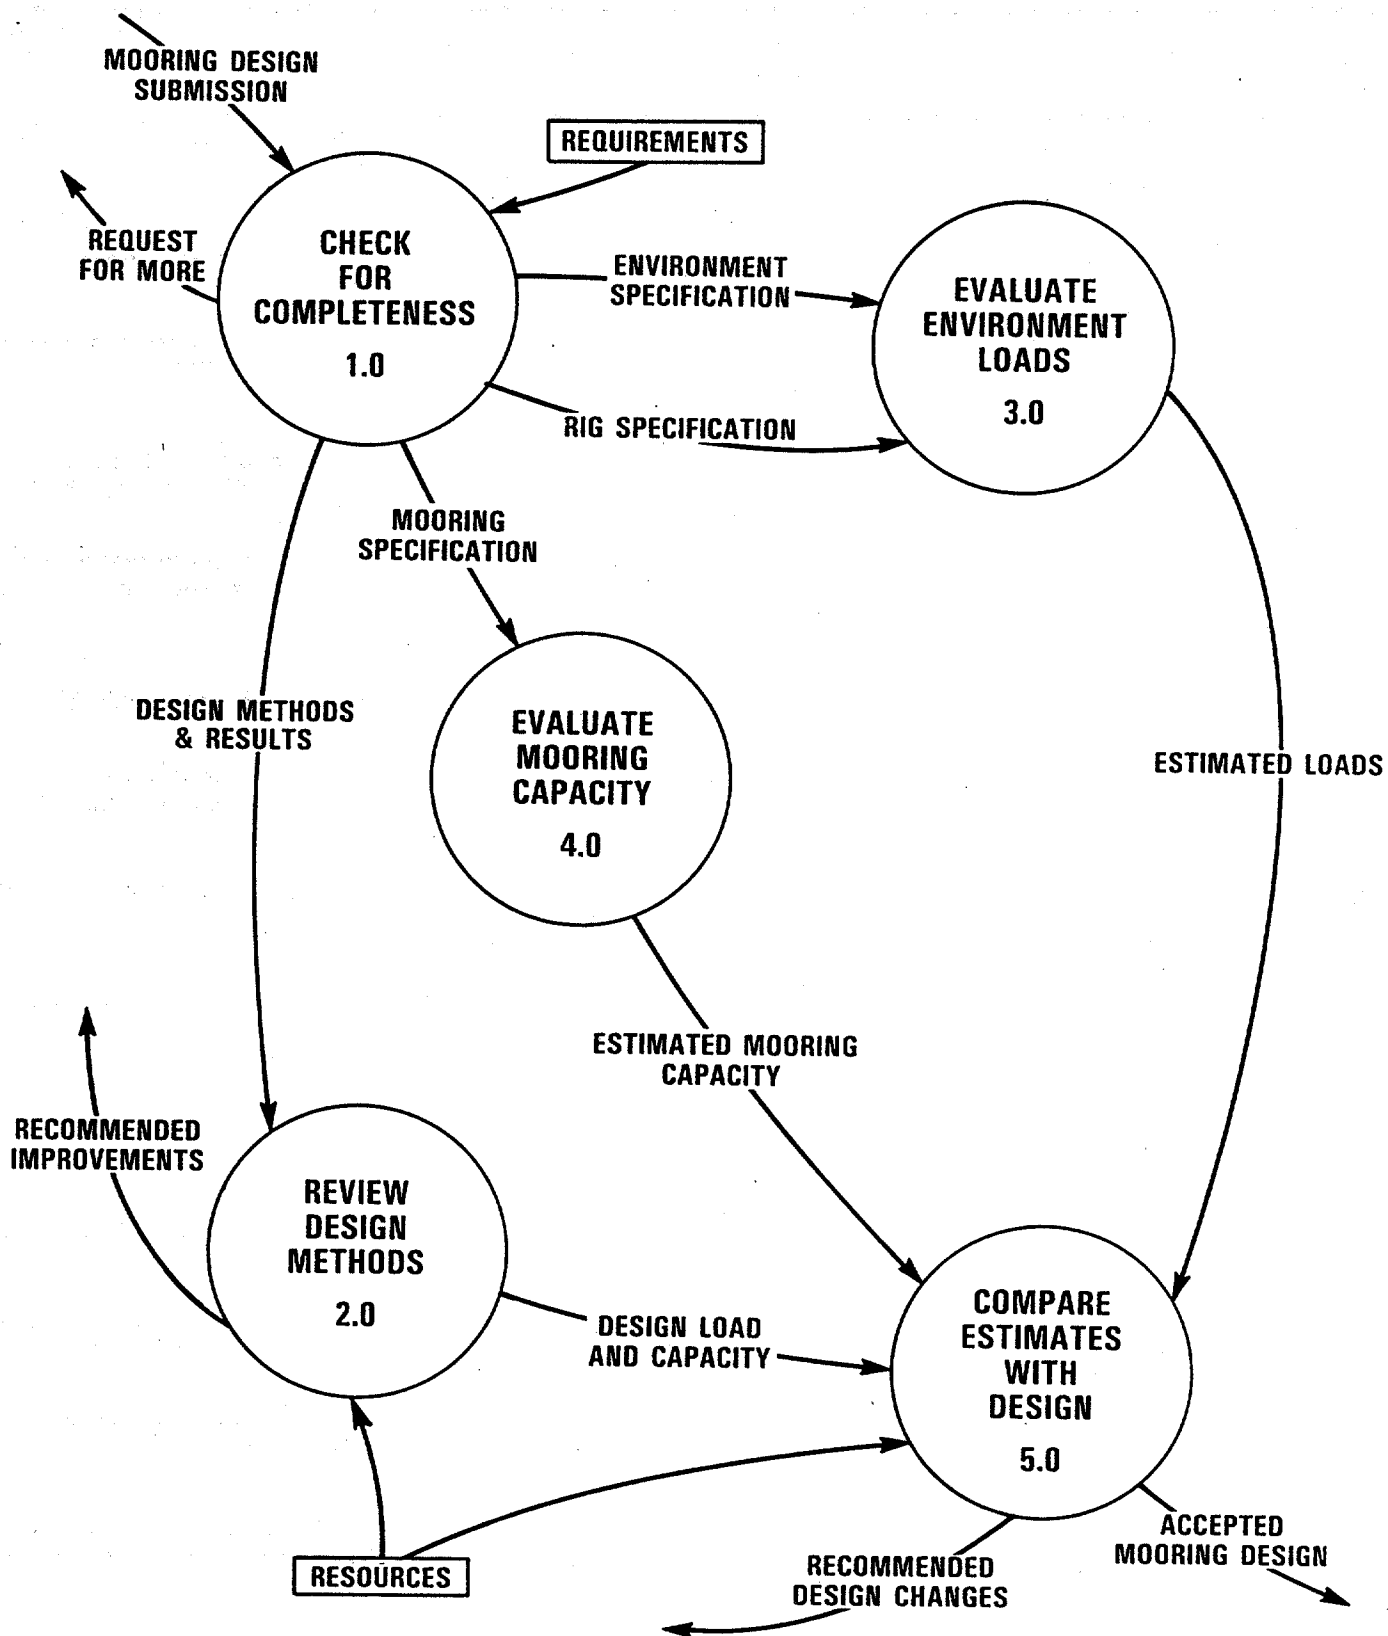 MOORING DESIGN
SUBMISSION
REQUIREMENTS
REQUEST
FOR MORE
CHECK
FOR
COMPLETENESS
1.0
ENVIRONMENT
SPECIFICATION
EVALUATE
ENVIRONMENT
LOADS
3.0
RIG SPECIFICATION
MOORING
SPECIFICATION
DESIGN METHODS
& RESULTS
EVALUATE
MOORING
CAPACITY
4.0
ESTIMATED LOADS
ESTIMATED MOORING
CAPACITY
RECOMMENDED
IMPROVEMENTS
REVIEW
DESIGN
METHODS
2.0
DESIGN LOAD
AND CAPACITY
COMPARE
ESTIMATES
WITH
DESIGN
5.0
RESOURCES
RECOMMENDED
DESIGN CHANGES
ACCEPTED
MOORING DESIGN